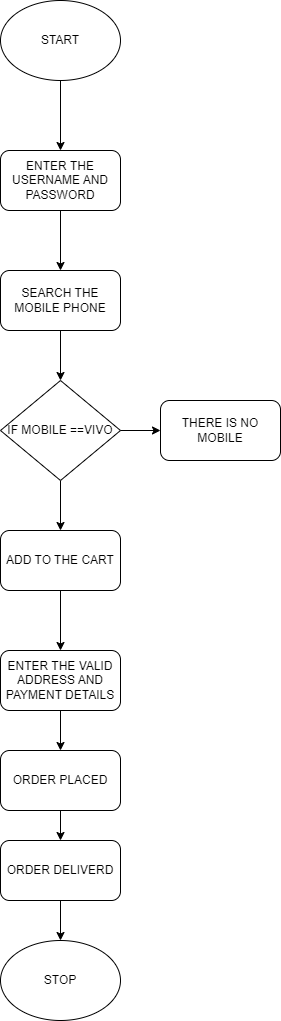 START
ENTER THE
USERNAME AND
PASSWORD
SEARCH THE
MOBILE PHONE
IF MOBILE ==VIVO
THERE IS NO
MOBILE
ADD TO THE CART
ENTER THE VALID
ADDRESS AND
PAYMENT DETAILS
ORDER PLACED
ORDER DELIVERD
STOP